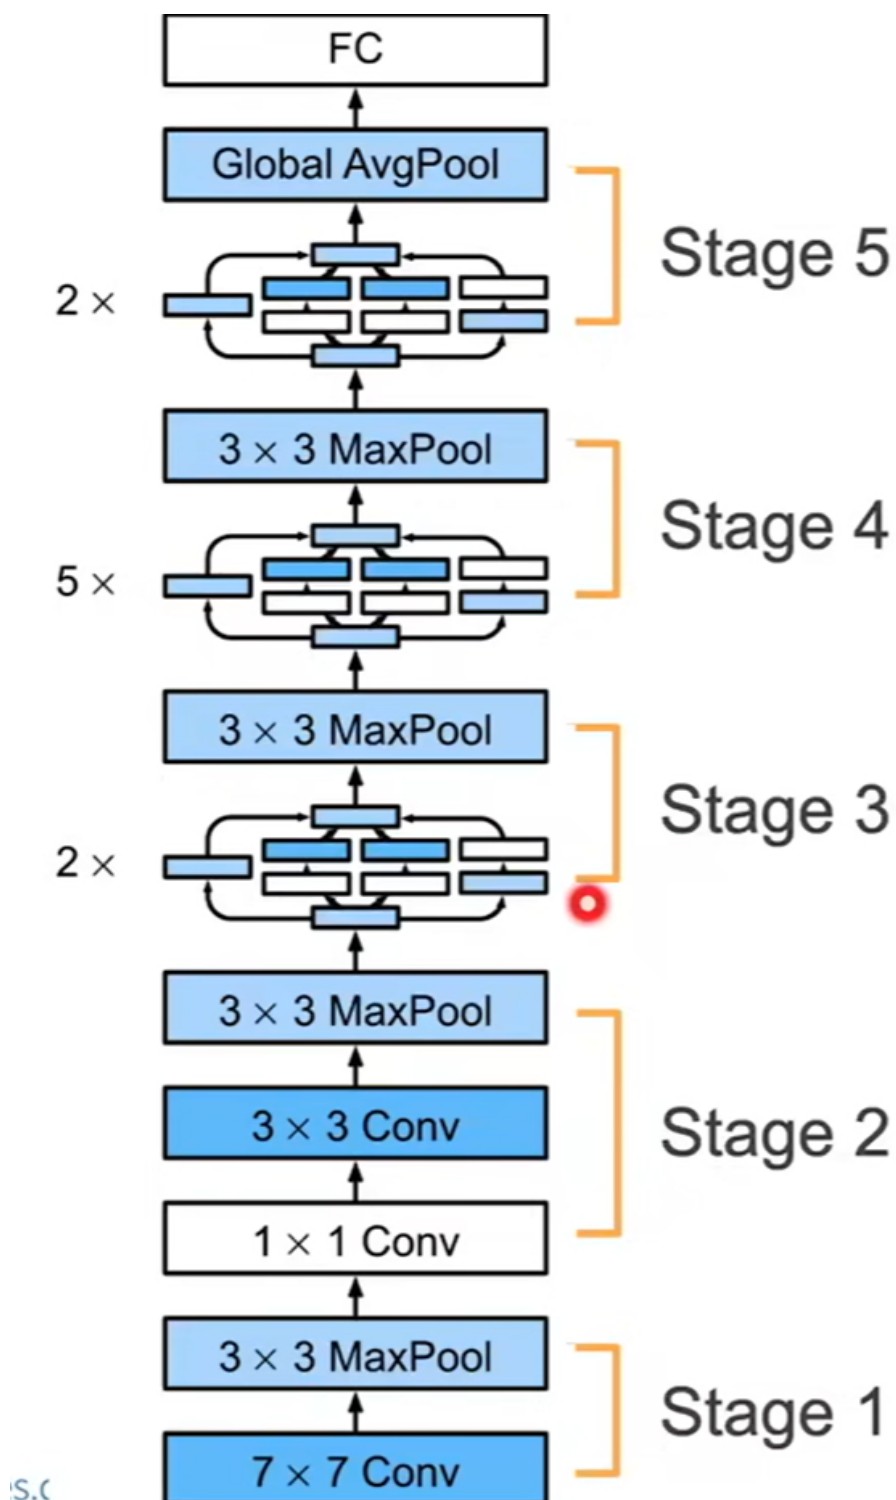 FC
Global AvgPool
Stage 5
2 ×
3 × 3 MaxPool
Stage 4
5 ×
3 × 3 MaxPool
Stage 3
2 ×
3 × 3 MaxPool
3 × 3 Conv
Stage 2
1 × 1 Conv
3 × 3 MaxPool
Stage 1
7 × 7 Conv